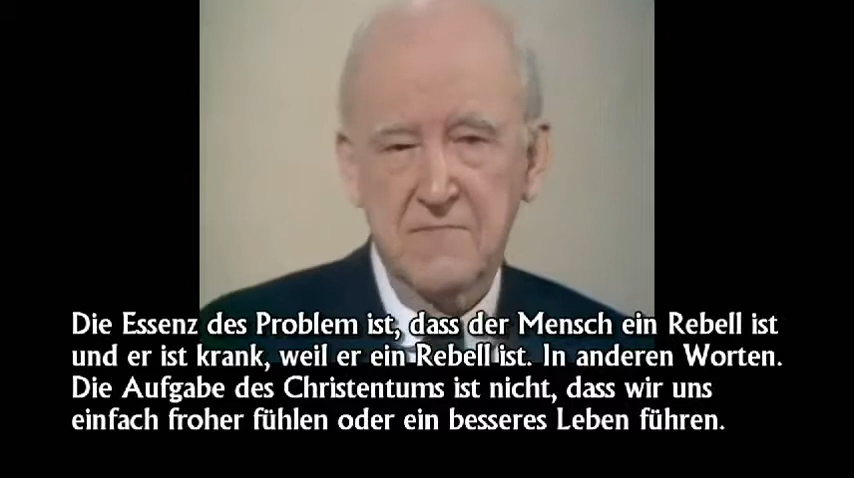 Die Essenz des Problem ist, dass der Mensch ein Rebell ist
und er ist krank, weil er ein Rebell ist. In anderen Worten.
Die Aufgabe des Christentums ist nicht, dass wir uns
einfach froher fühlen oder ein besseres Leben führen.